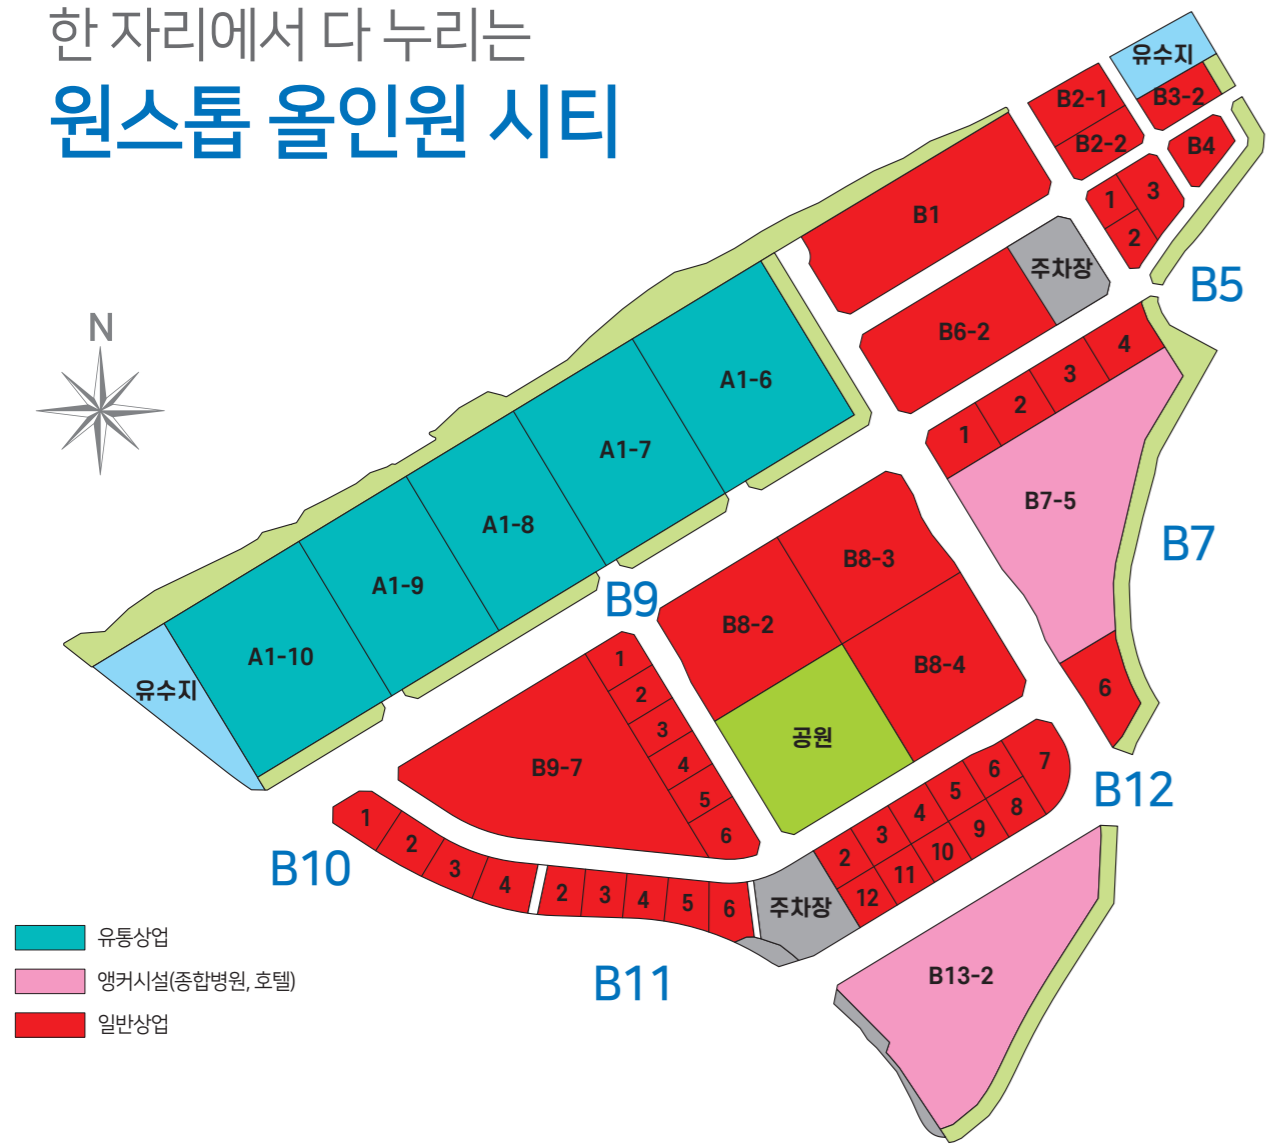 한 자리에서 다 누리는
원스톱 올인원 시티
유수지
B2-1
B3-2
B2-2
B4
1
3
2
B1
주차장
B5
B6-2
N
4
3
2
1
A1-6
A1-7
B7-5
A1-8
B7
B8-3
A1-9
B9
B8-2
A1-10
B8-4
유수지
6
1
2
3
4
5
6
공원
B9-7
B12
7
6
5
4
3
2
8
9
10
11
12
B10
1
2
3
4
2
3
4
5
6
주차장
B11
B13-2
유통상업
앵커시설(종합병원, 호텔)
일반상업